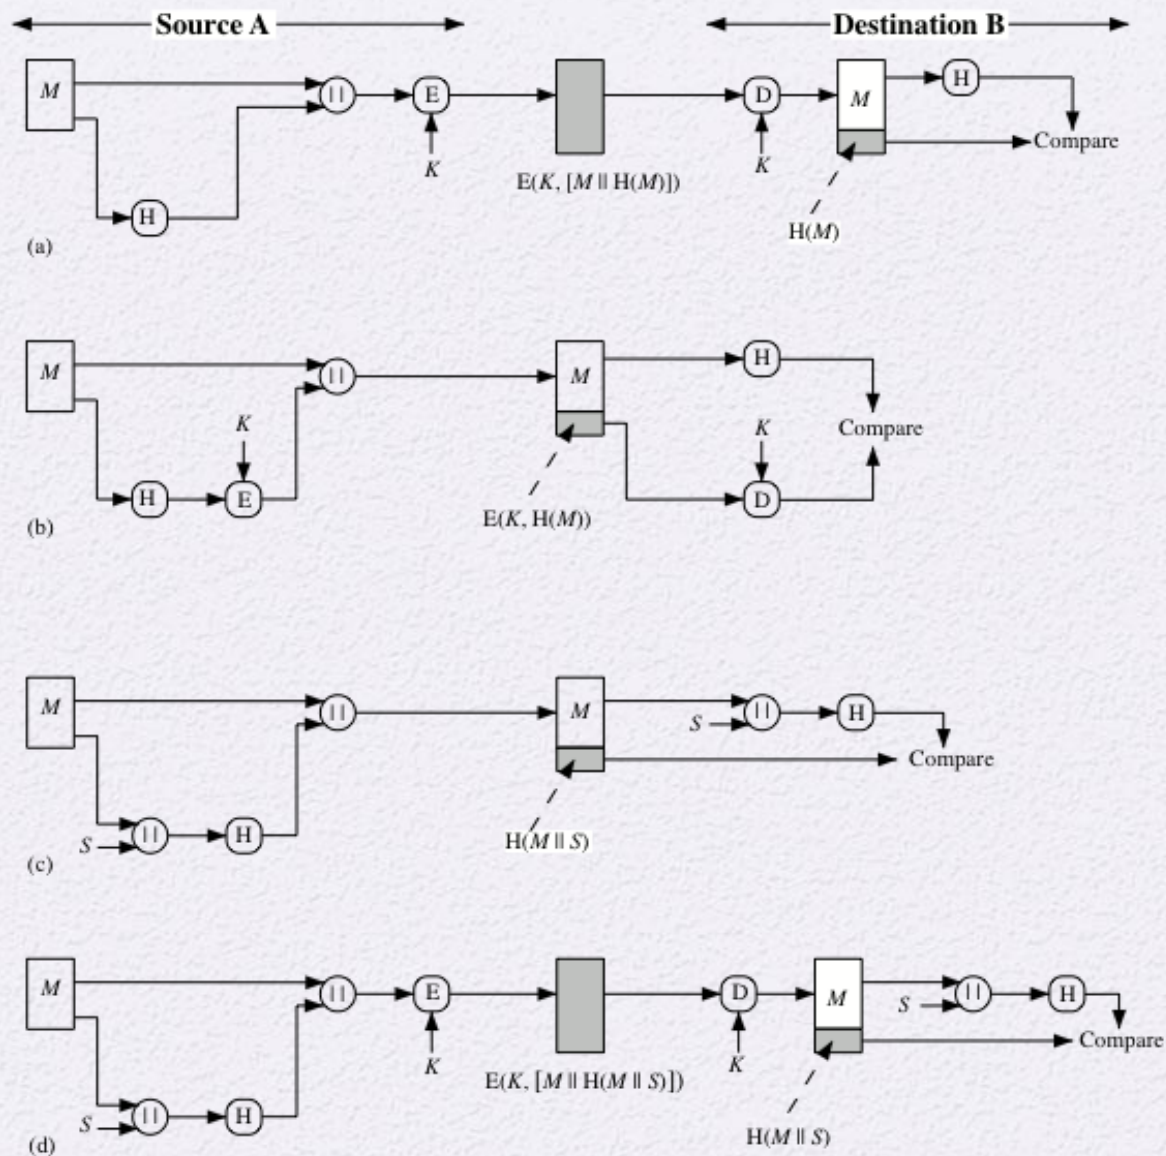 Source A
Destination B
M
||
E
D
M
H
K
K
Compare
E(K, [M || H(M)])
H
H(M)
(a)
M
||
M
H
K
K
Compare
H
E
D
E(K, H(M))
(b)
M
||
M
||
H
S
Compare
S
||
H
H(M || S)
(c)
M
||
E
D
M
||
H
S
K
K
Compare
E(K, [M || H(M || S)])
S
||
H
H(M || S)
(d)